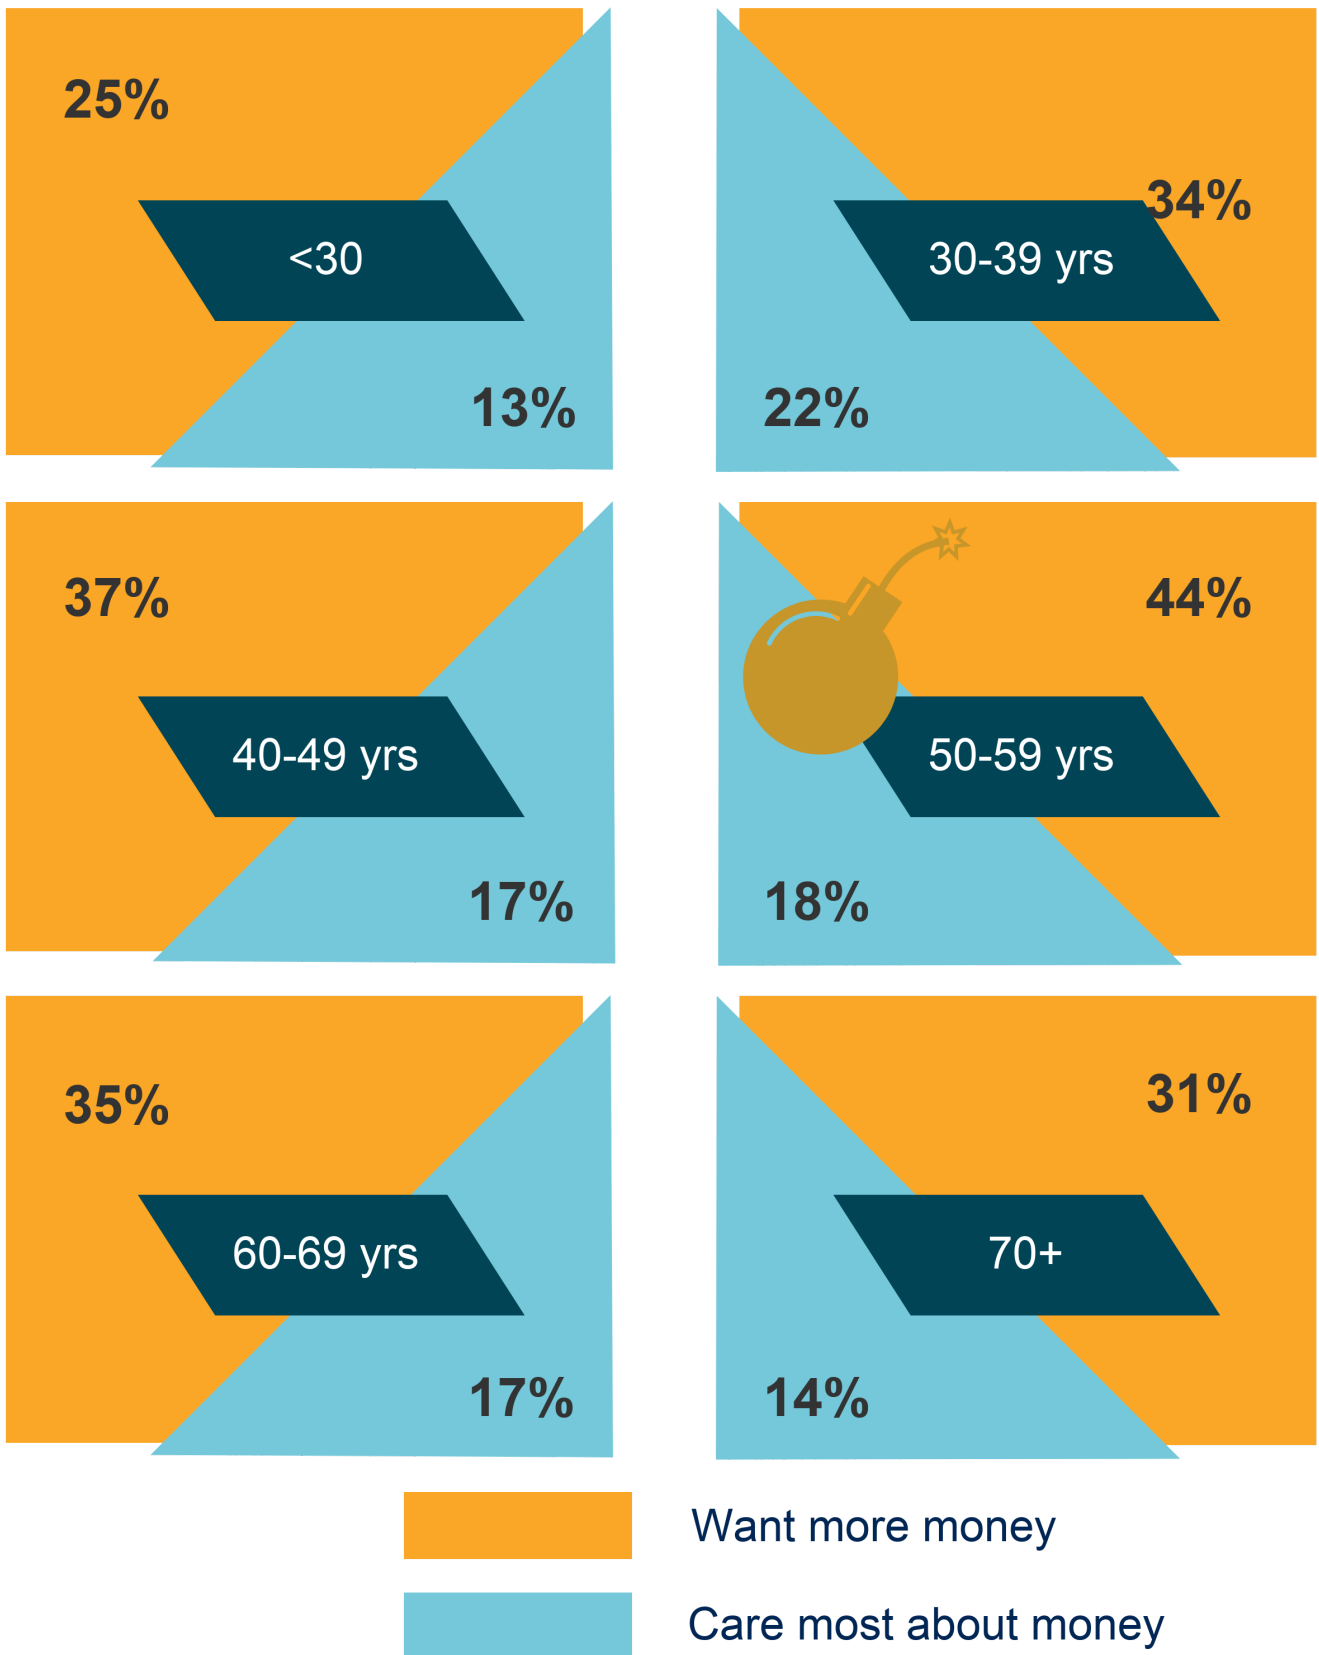 25%
<30
13%
34%
30-39 yrs
22%
37%
40-49 yrs
17%
44%
50-59 yrs
18%
35%
60-69 yrs
17%
31%
70+
14%
Want more money
Care most about money